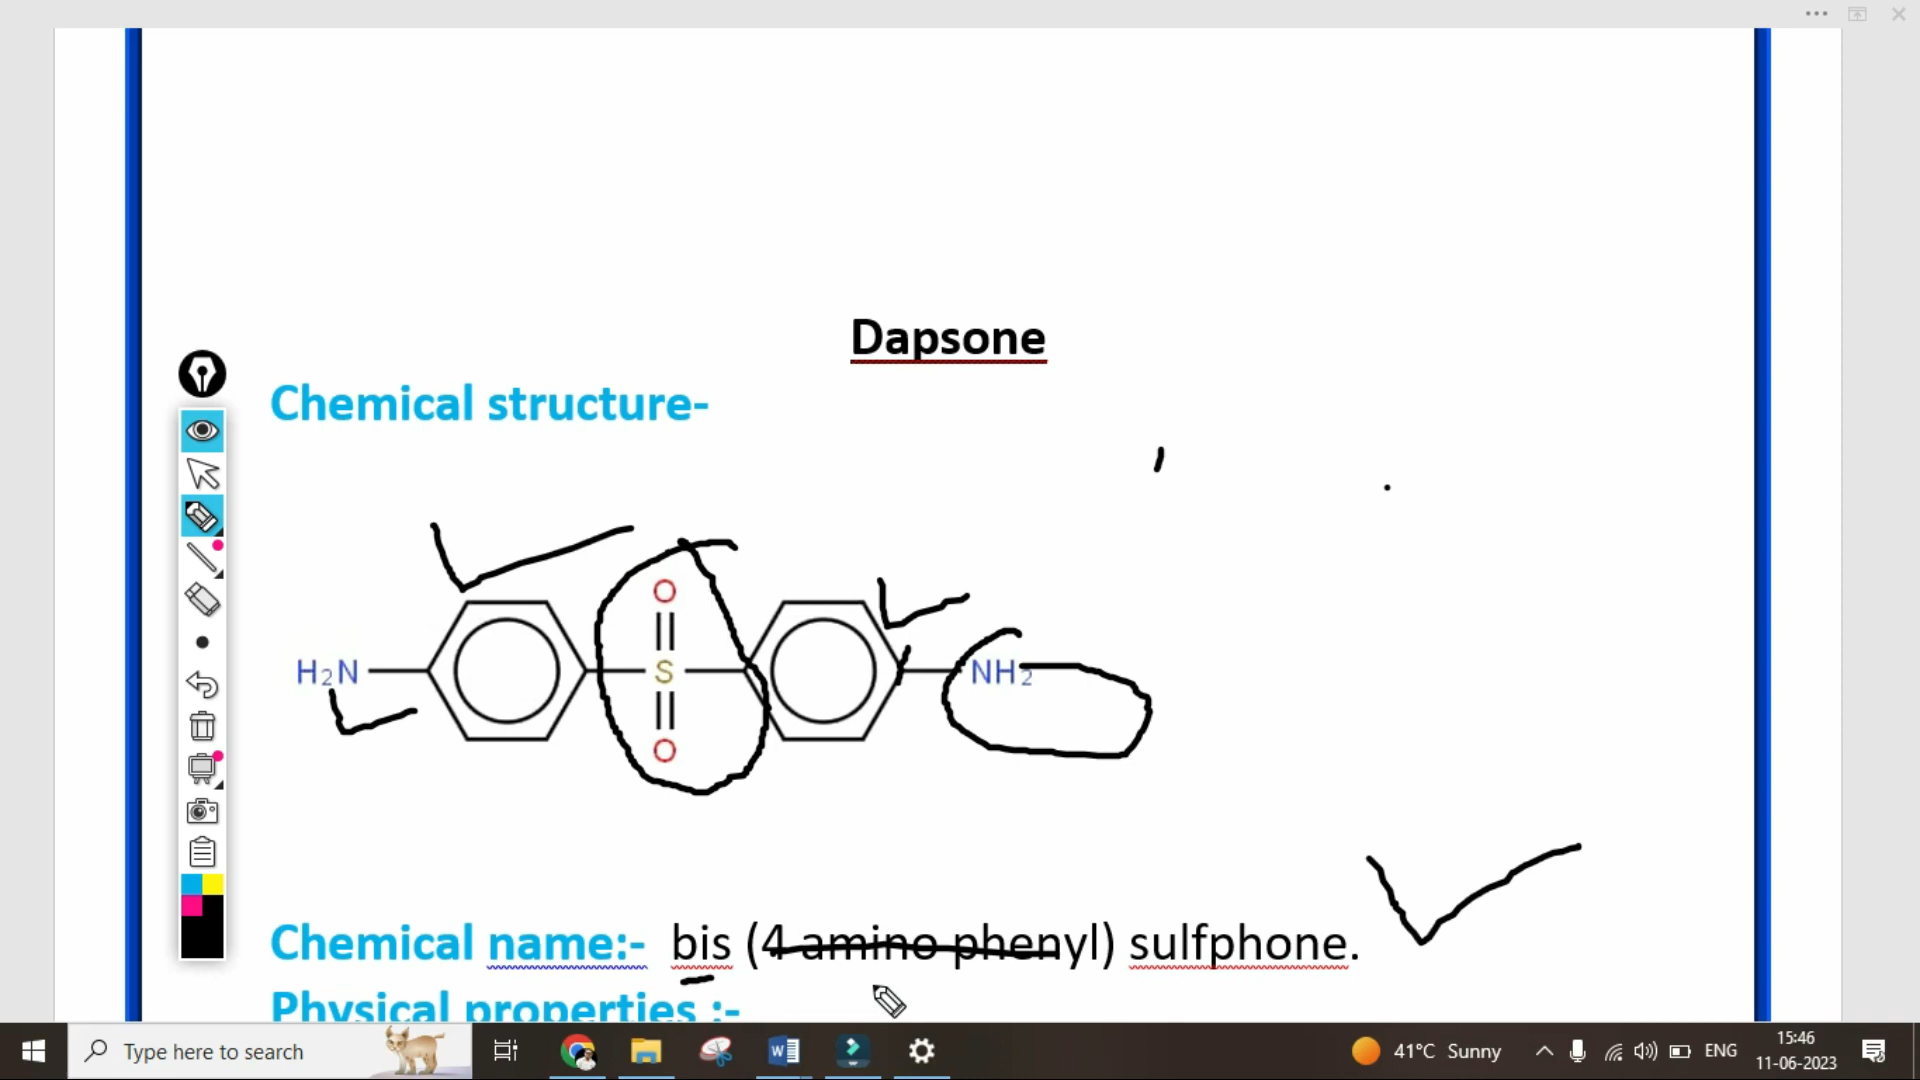 Dapsone
Chemical structure-
O
H2N S NH2
O
Chemical name:- bis (4 amino phenyl) sulfphone.
Physical properties :-
Type here to search
41°C Sunny
ENG
15:46
11-06-2023